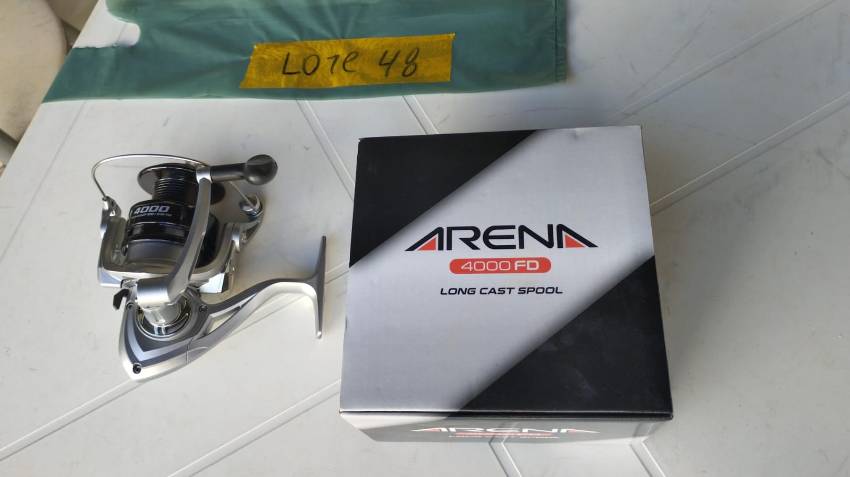 LOTE 48
4000
ARENA
4000 FD
LONG CAST SPOOL
ARENA